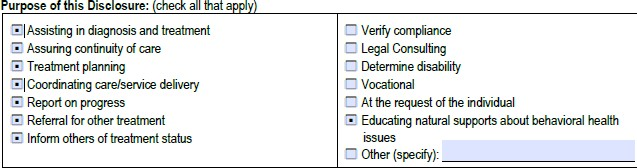 Purpose of this Disclosure: (check all that apply)
Assisting in diagnosis and treatment
Assuring continuity of care
Treatment planning
Coordinating care/service delivery
Report on progress
Referral for other treatment
Inform others of treatment status
Verify compliance
Legal Consulting
Determine disability
Vocational
At the request of the individual
Educating natural supports about behavioral health
issues
Other (specify):